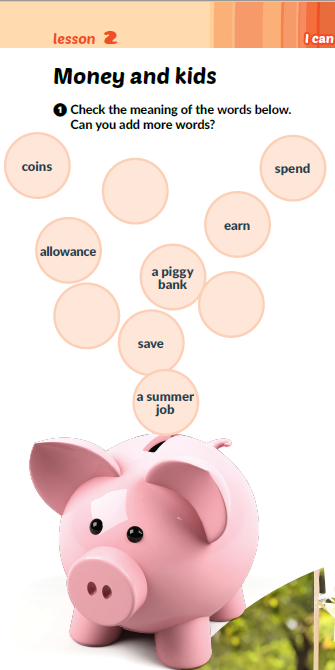 lesson 2
I can
Money and kids
1 Check the meaning of the words below.
Can you add more words?
coins
spend
earn
allowance
a piggy
bank
save
a summer
job